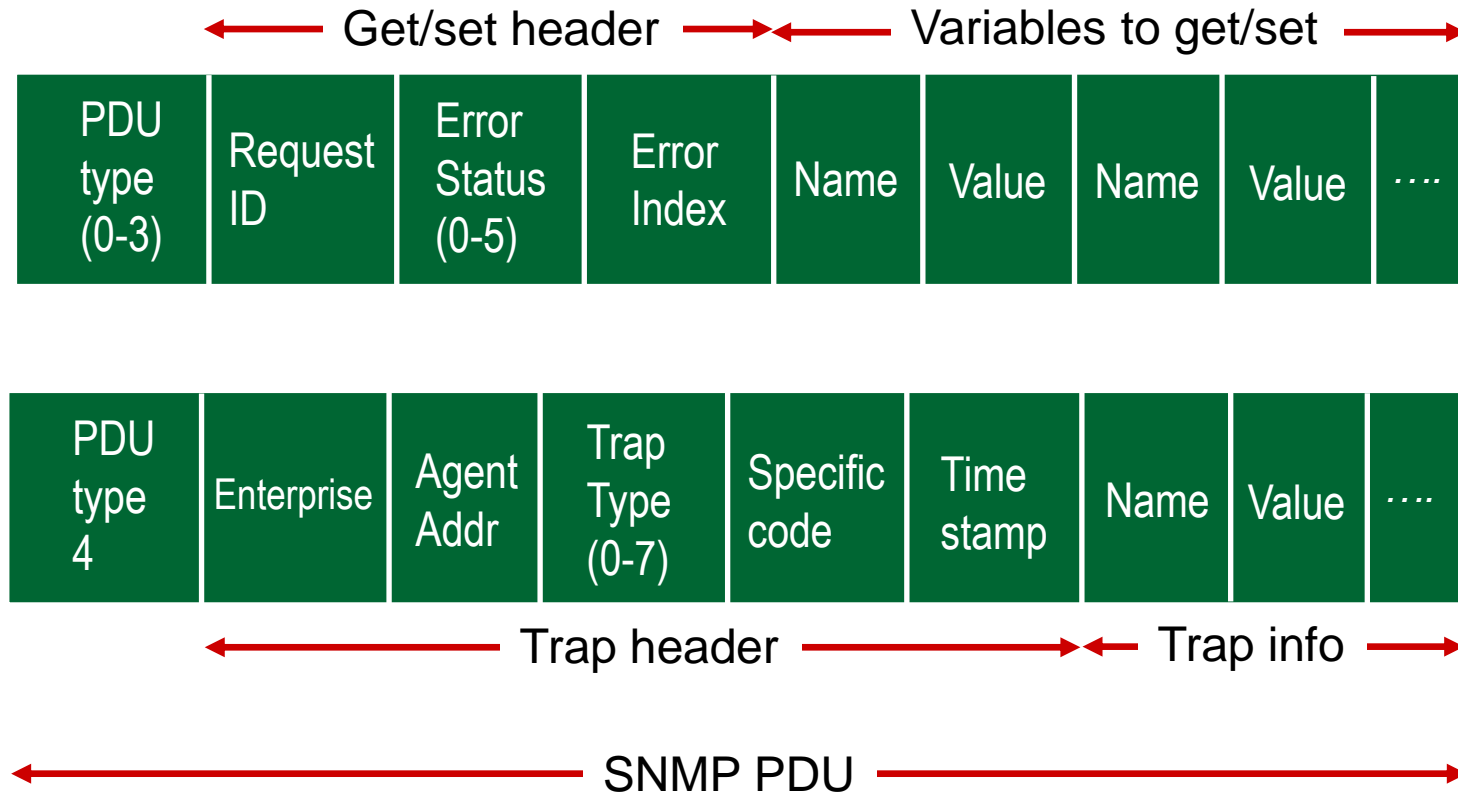 Get/set header
Variables to get/set
PDU
type
(0-3)
Request
ID
Error
Status
(0-5)
Error
Index
Name
Value
Name
Value
....
PDU
type
4
Enterprise
Agent
Addr
Trap
Type
(0-7)
Specific
code
Time
stamp
Name
Value
....
Trap header
Trap info
SNMP PDU